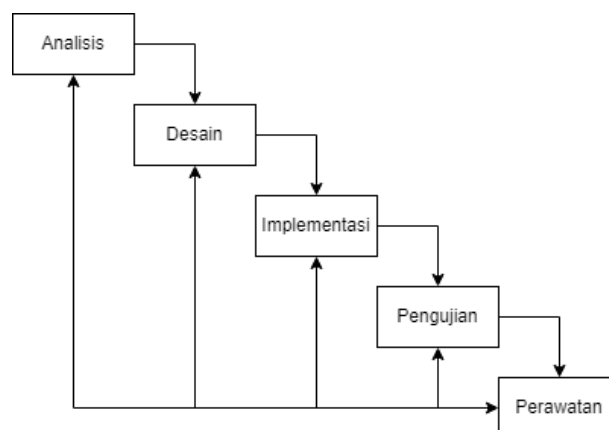 Analisis
Desain
Implementasi
Pengujian
Perawatan